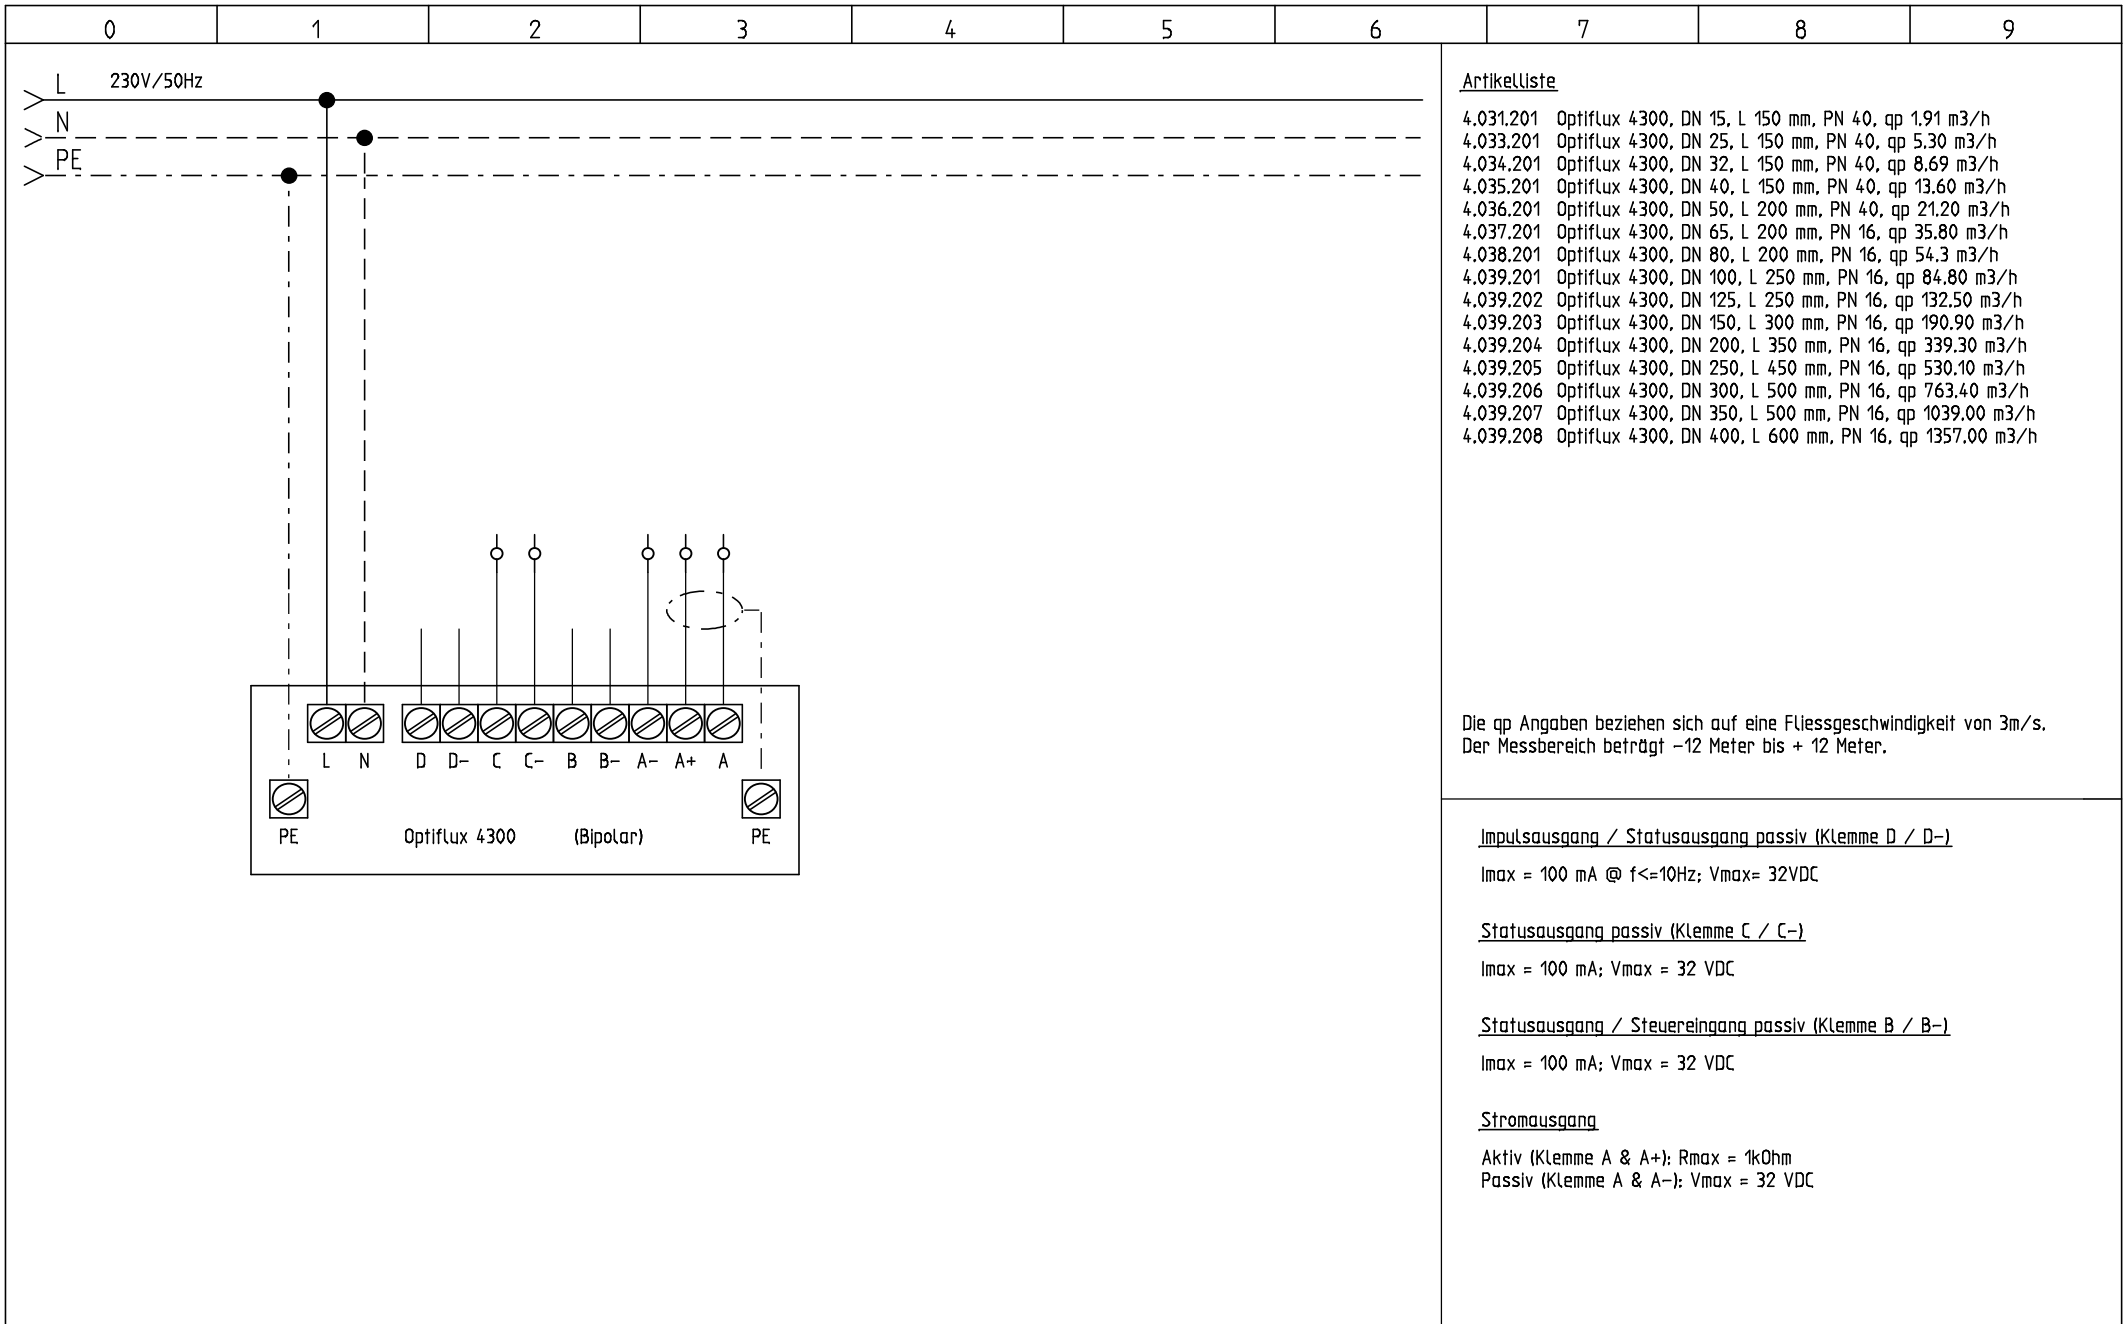 0 1 2 3 4 5 6 7 8 9
L 230V/50Hz
N
PE
L N D D- C C- B B- A- A+ A
PE Optiflux 4300 (Bipolar) PE
Artikelliste
4.031.201 Optiflux 4300, DN 15, L 150 mm, PN 40, qp 1.91 m3/h
4.033.201 Optiflux 4300, DN 25, L 150 mm, PN 40, qp 5.30 m3/h
4.034.201 Optiflux 4300, DN 32, L 150 mm, PN 40, qp 8.69 m3/h
4.035.201 Optiflux 4300, DN 40, L 150 mm, PN 40, qp 13.60 m3/h
4.036.201 Optiflux 4300, DN 50, L 200 mm, PN 40, qp 21.20 m3/h
4.037.201 Optiflux 4300, DN 65, L 200 mm, PN 16, qp 35.80 m3/h
4.038.201 Optiflux 4300, DN 80, L 200 mm, PN 16, qp 54.3 m3/h
4.039.201 Optiflux 4300, DN 100, L 250 mm, PN 16, qp 84.80 m3/h
4.039.202 Optiflux 4300, DN 125, L 250 mm, PN 16, qp 132.50 m3/h
4.039.203 Optiflux 4300, DN 150, L 300 mm, PN 16, qp 190.90 m3/h
4.039.204 Optiflux 4300, DN 200, L 350 mm, PN 16, qp 339.30 m3/h
4.039.205 Optiflux 4300, DN 250, L 450 mm, PN 16, qp 530.10 m3/h
4.039.206 Optiflux 4300, DN 300, L 500 mm, PN 16, qp 763.40 m3/h
4.039.207 Optiflux 4300, DN 350, L 500 mm, PN 16, qp 1039.00 m3/h
4.039.208 Optiflux 4300, DN 400, L 600 mm, PN 16, qp 1357.00 m3/h
Die qp Angaben beziehen sich auf eine Fliessgeschwindigkeit von 3m/s.
Der Messbereich beträgt -12 Meter bis + 12 Meter.
Impulsausgang / Statusausgang passiv (Klemme D / D-)
Imax = 100 mA @ f<=10Hz; Vmax= 32VDC
Statusausgang passiv (Klemme C / C-)
Imax = 100 mA; Vmax = 32 VDC
Statusausgang / Steuereingang passiv (Klemme B / B-)
Imax = 100 mA; Vmax = 32 VDC
Stromausgang
Aktiv (Klemme A & A+): Rmax = 1kOhm
Passiv (Klemme A & A-): Vmax = 32 VDC